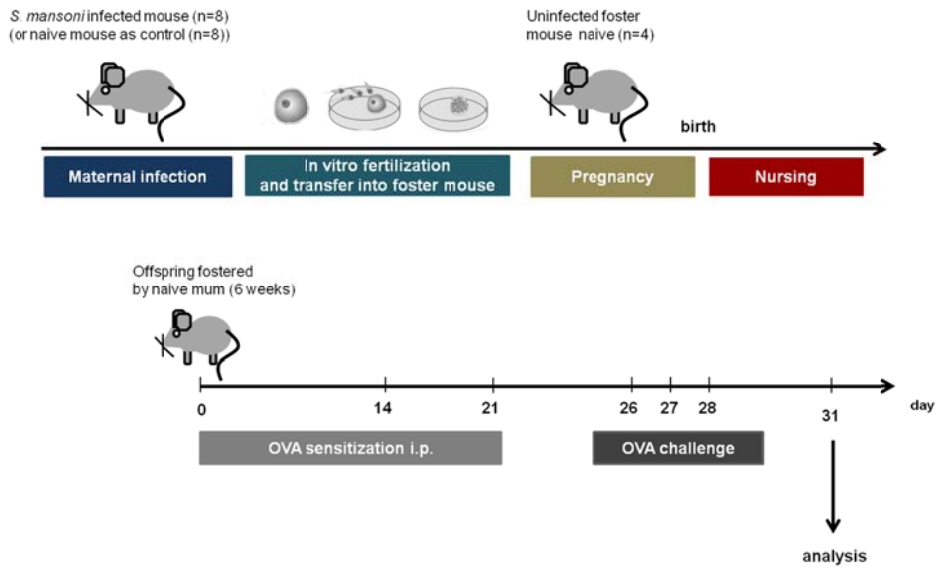 S. mansoni infected mouse (n=8)
(or naive mouse as control (n=8))
Uninfected foster
mouse naive (n=4)
birth
Maternal infection
In vitro fertilization
and transfer into foster mouse
Pregnancy
Nursing
Offspring fostered
by naive mum (6 weeks)
0
14
21
26
27
28
31
day
OVA sensitization i.p.
OVA challenge
analysis